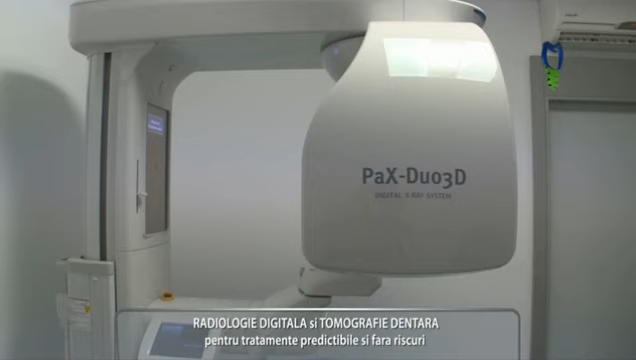 PaX-Duo3D
DIGITAL X-RAY SYSTEM
RADIOLOGIE DIGITALA si TOMOGRAFIE DENTARA
pentru tratamente predictibile si fara riscuri